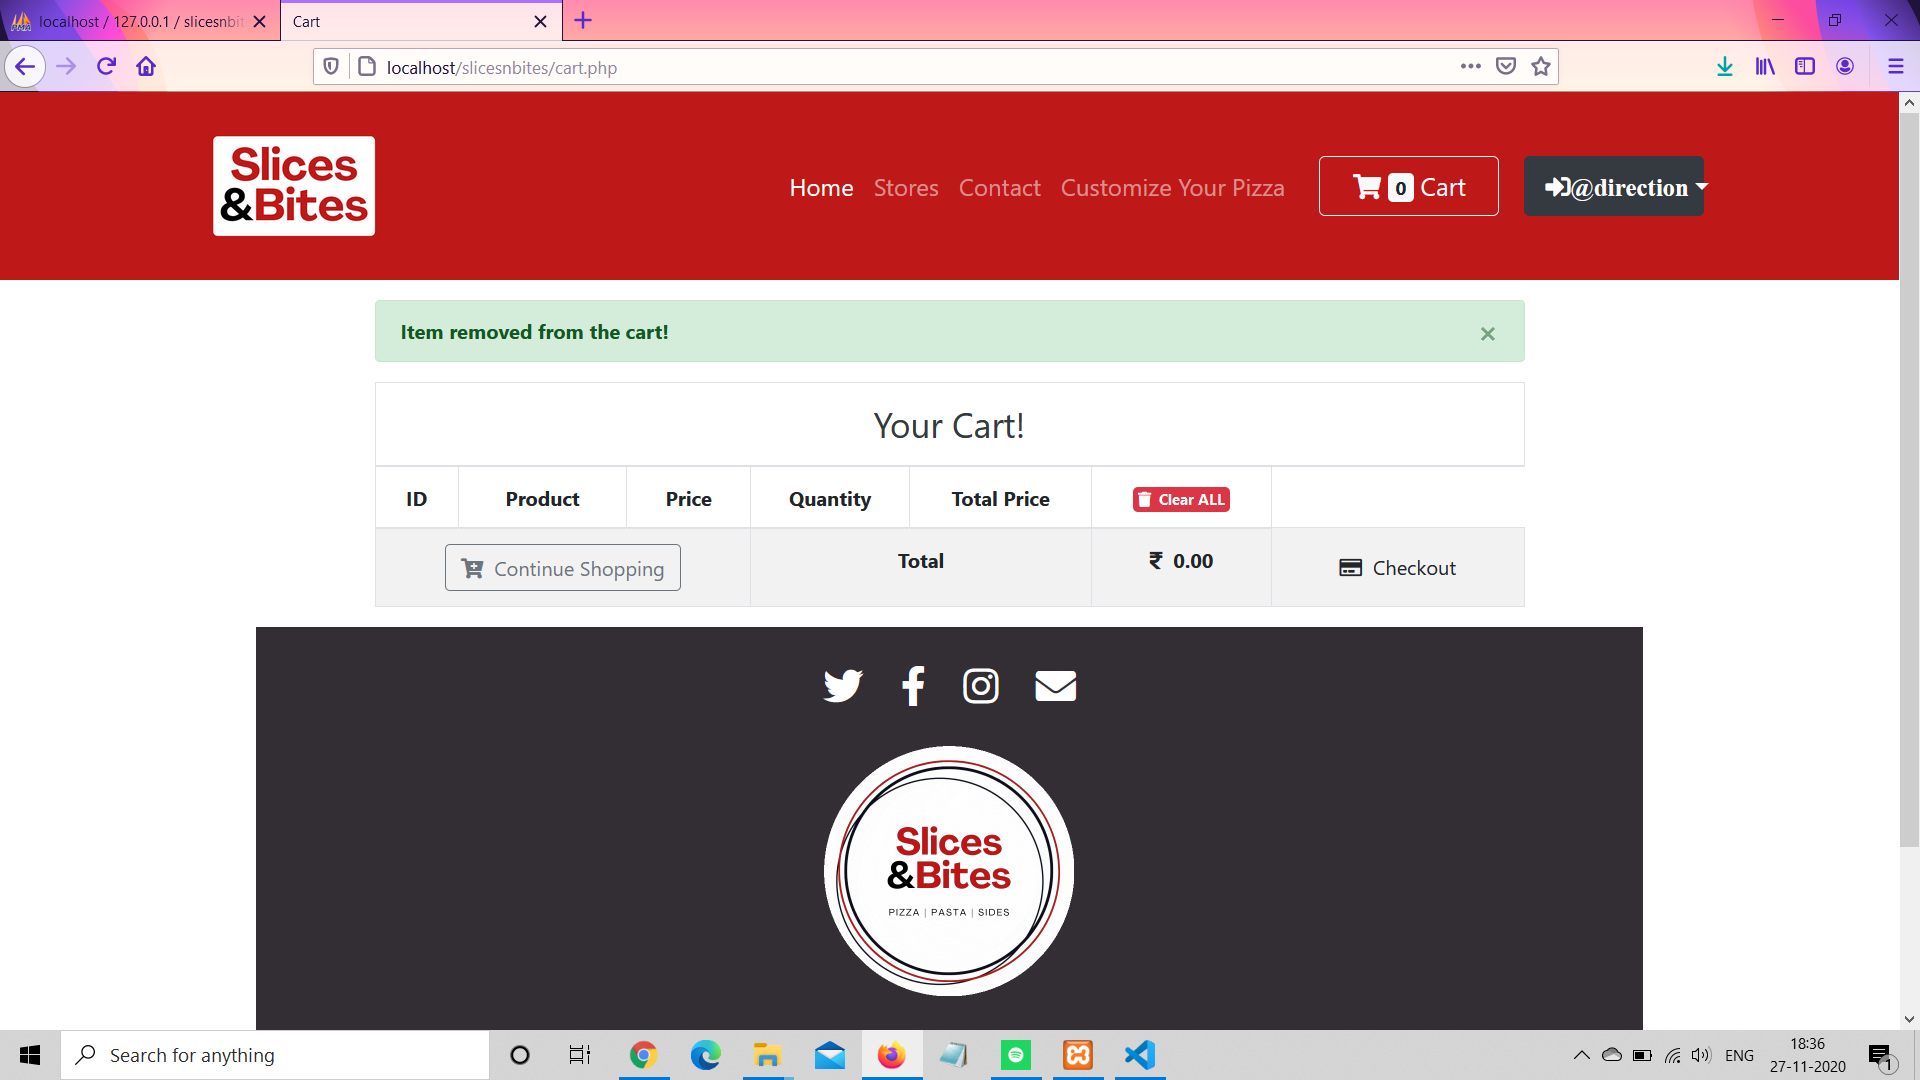 localhost / 127.0.0.1 / slicesnbit
Cart
localhost/slicesnbites/cart.php
Slices
&Bites
Home Stores Contact Customize Your Pizza 0 Cart @direction
Item removed from the cart! ×
Your Cart!
ID Product Price Quantity Total Price Clear ALL
Continue Shopping Total ₹ 0.00 Checkout
Slices
&Bites
PIZZA | PASTA | SIDES
Search for anything
ENG
18:36
27-11-2020
1